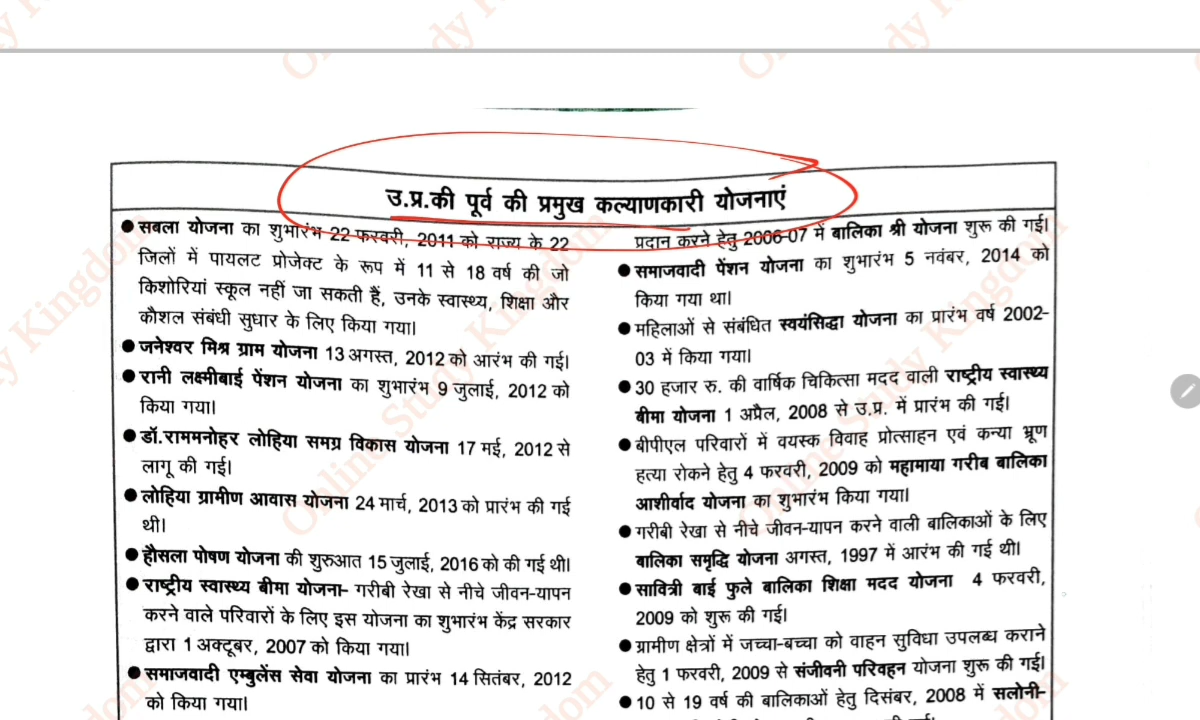 उ.प्र.की पूर्व की प्रमुख कल्याणकारी योजनाएं
● सबला योजना का शुभारंभ 22 फरवरी, 2011 को राज्य के 22
जिलों में पायलट प्रोजेक्ट के रूप में 11 से 18 वर्ष की जो
किशोरियां स्कूल नहीं जा सकती हैं, उनके स्वास्थ्य, शिक्षा और
कौशल संबंधी सुधार के लिए किया गया।
● जनेश्वर मिश्र ग्राम योजना 13 अगस्त, 2012 को आरंभ की गई।
● रानी लक्ष्मीबाई पेंशन योजना का शुभारंभ 9 जुलाई, 2012 को
किया गया।
● डॉ.राममनोहर लोहिया समग्र विकास योजना 17 मई, 2012 से
लागू की गई।
● लोहिया ग्रामीण आवास योजना 24 मार्च, 2013 को प्रारंभ की गई
थी।
● हौसला पोषण योजना की शुरुआत 15 जुलाई, 2016 को की गई थी।
● राष्ट्रीय स्वास्थ्य बीमा योजना- गरीबी रेखा से नीचे जीवन-यापन
करने वाले परिवारों के लिए इस योजना का शुभारंभ केंद्र सरकार
द्वारा 1 अक्टूबर, 2007 को किया गया।
● समाजवादी एम्बुलेंस सेवा योजना का प्रारंभ 14 सितंबर, 2012
को किया गया।
प्रदान करने हेतु 2006-07 में बालिका श्री योजना शुरू की गई।
● समाजवादी पेंशन योजना का शुभारंभ 5 नवंबर, 2014 को
किया गया था।
● महिलाओं से संबंधित स्वयंसिद्धा योजना का प्रारंभ वर्ष 2002-
03 में किया गया।
● 30 हजार रु. की वार्षिक चिकित्सा मदद वाली राष्ट्रीय स्वास्थ्य
बीमा योजना 1 अप्रैल, 2008 से उ.प्र. में प्रारंभ की गई।
● बीपीएल परिवारों में वयस्क विवाह प्रोत्साहन एवं कन्या भ्रूण
हत्या रोकने हेतु 4 फरवरी, 2009 को महामाया गरीब बालिका
आशीर्वाद योजना का शुभारंभ किया गया।
● गरीबी रेखा से नीचे जीवन-यापन करने वाली बालिकाओं के लिए
बालिका समृद्धि योजना अगस्त, 1997 में आरंभ की गई थी।
● सावित्री बाई फुले बालिका शिक्षा मदद योजना 4 फरवरी,
2009 को शुरू की गई।
● ग्रामीण क्षेत्रों में जच्चा-बच्चा को वाहन सुविधा उपलब्ध कराने
हेतु 1 फरवरी, 2009 से संजीवनी परिवहन योजना शुरू की गई।
● 10 से 19 वर्ष की बालिकाओं हेतु दिसंबर, 2008 में सलोनी-
Online Study Kingdom